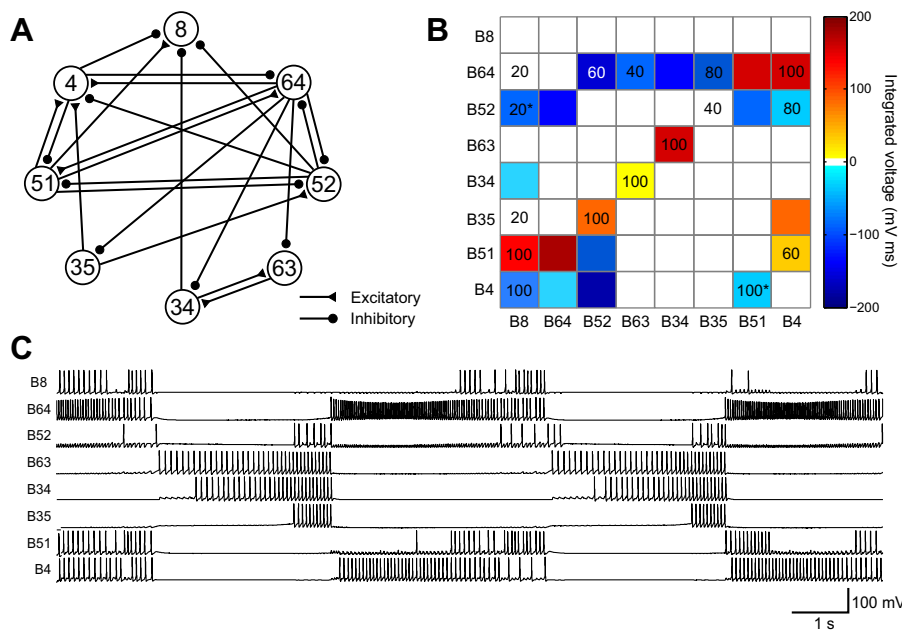 A
8
4
64
51
52
35
34
63
Excitatory
Inhibitory
B
B8
B64 20 60 40 80 100
B52 20* 40 80
B63 100
B34 100
B35 20 100
B51 100 60
B4 100 100*
B8 B64 B52 B63 B34 B35 B51 B4
200
100
0
−100
−200
Integrated voltage (mV ms)
C
B8
B64
B52
B63
B34
B35
B51
B4
100 mV
1 s